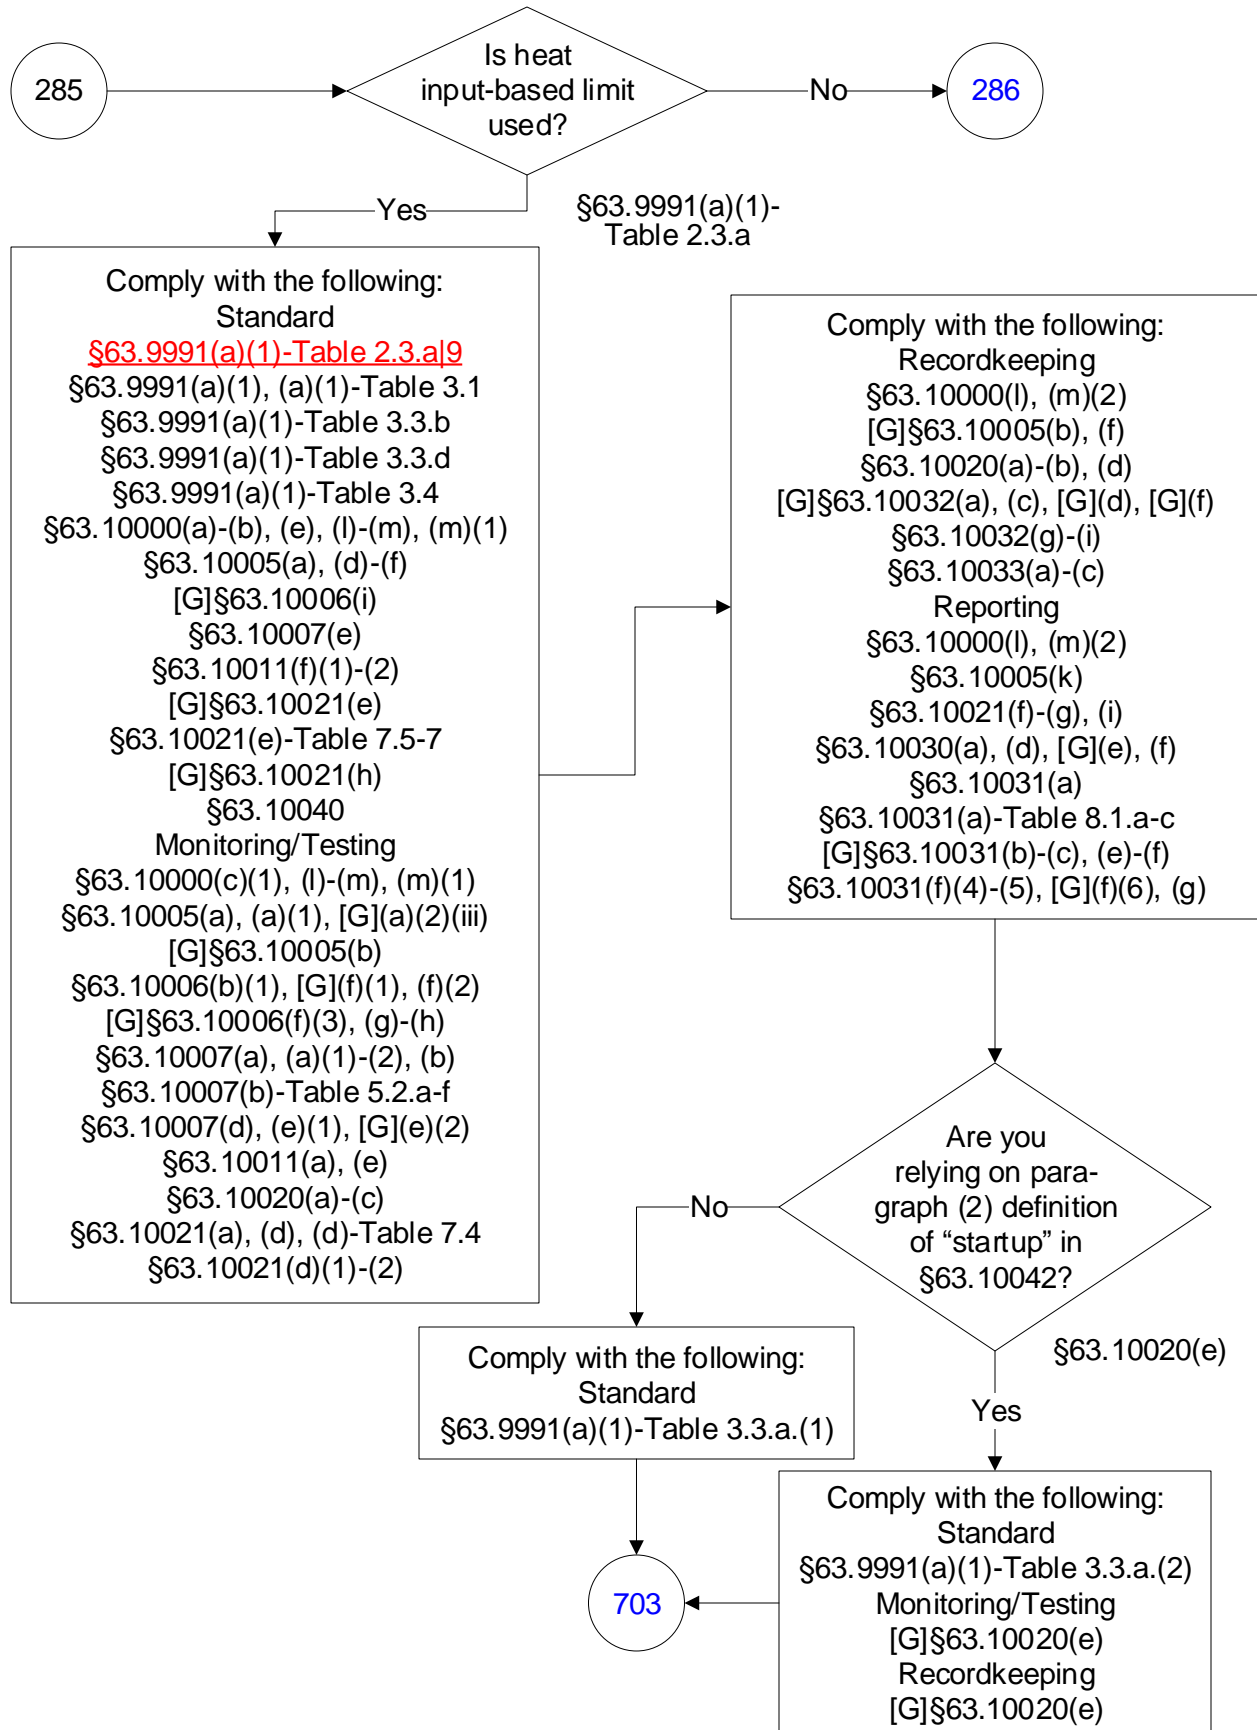 285
Is heat
input-based limit
used?
No
286
Yes
§63.9991(a)(1)-
Table 2.3.a
Comply with the following:
Standard
§63.9991(a)(1)-Table 2.3.a|9
§63.9991(a)(1), (a)(1)-Table 3.1
§63.9991(a)(1)-Table 3.3.b
§63.9991(a)(1)-Table 3.3.d
§63.9991(a)(1)-Table 3.4
§63.10000(a)-(b), (e), (l)-(m), (m)(1)
§63.10005(a), (d)-(f)
[G]§63.10006(i)
§63.10007(e)
§63.10011(f)(1)-(2)
[G]§63.10021(e)
§63.10021(e)-Table 7.5-7
[G]§63.10021(h)
§63.10040
Monitoring/Testing
§63.10000(c)(1), (l)-(m), (m)(1)
§63.10005(a), (a)(1), [G](a)(2)(iii)
[G]§63.10005(b)
§63.10006(b)(1), [G](f)(1), (f)(2)
[G]§63.10006(f)(3), (g)-(h)
§63.10007(a), (a)(1)-(2), (b)
§63.10007(b)-Table 5.2.a-f
§63.10007(d), (e)(1), [G](e)(2)
§63.10011(a), (e)
§63.10020(a)-(c)
§63.10021(a), (d), (d)-Table 7.4
§63.10021(d)(1)-(2)
Comply with the following:
Recordkeeping
§63.10000(l), (m)(2)
[G]§63.10005(b), (f)
§63.10020(a)-(b), (d)
[G]§63.10032(a), (c), [G](d), [G](f)
§63.10032(g)-(i)
§63.10033(a)-(c)
Reporting
§63.10000(l), (m)(2)
§63.10005(k)
§63.10021(f)-(g), (i)
§63.10030(a), (d), [G](e), (f)
§63.10031(a)
§63.10031(a)-Table 8.1.a-c
[G]§63.10031(b)-(c), (e)-(f)
§63.10031(f)(4)-(5), [G](f)(6), (g)
Are you
relying on para-
graph (2) definition
of “startup” in
§63.10042?
§63.10020(e)
No
Yes
Comply with the following:
Standard
§63.9991(a)(1)-Table 3.3.a.(1)
Comply with the following:
Standard
§63.9991(a)(1)-Table 3.3.a.(2)
Monitoring/Testing
[G]§63.10020(e)
Recordkeeping
[G]§63.10020(e)
703